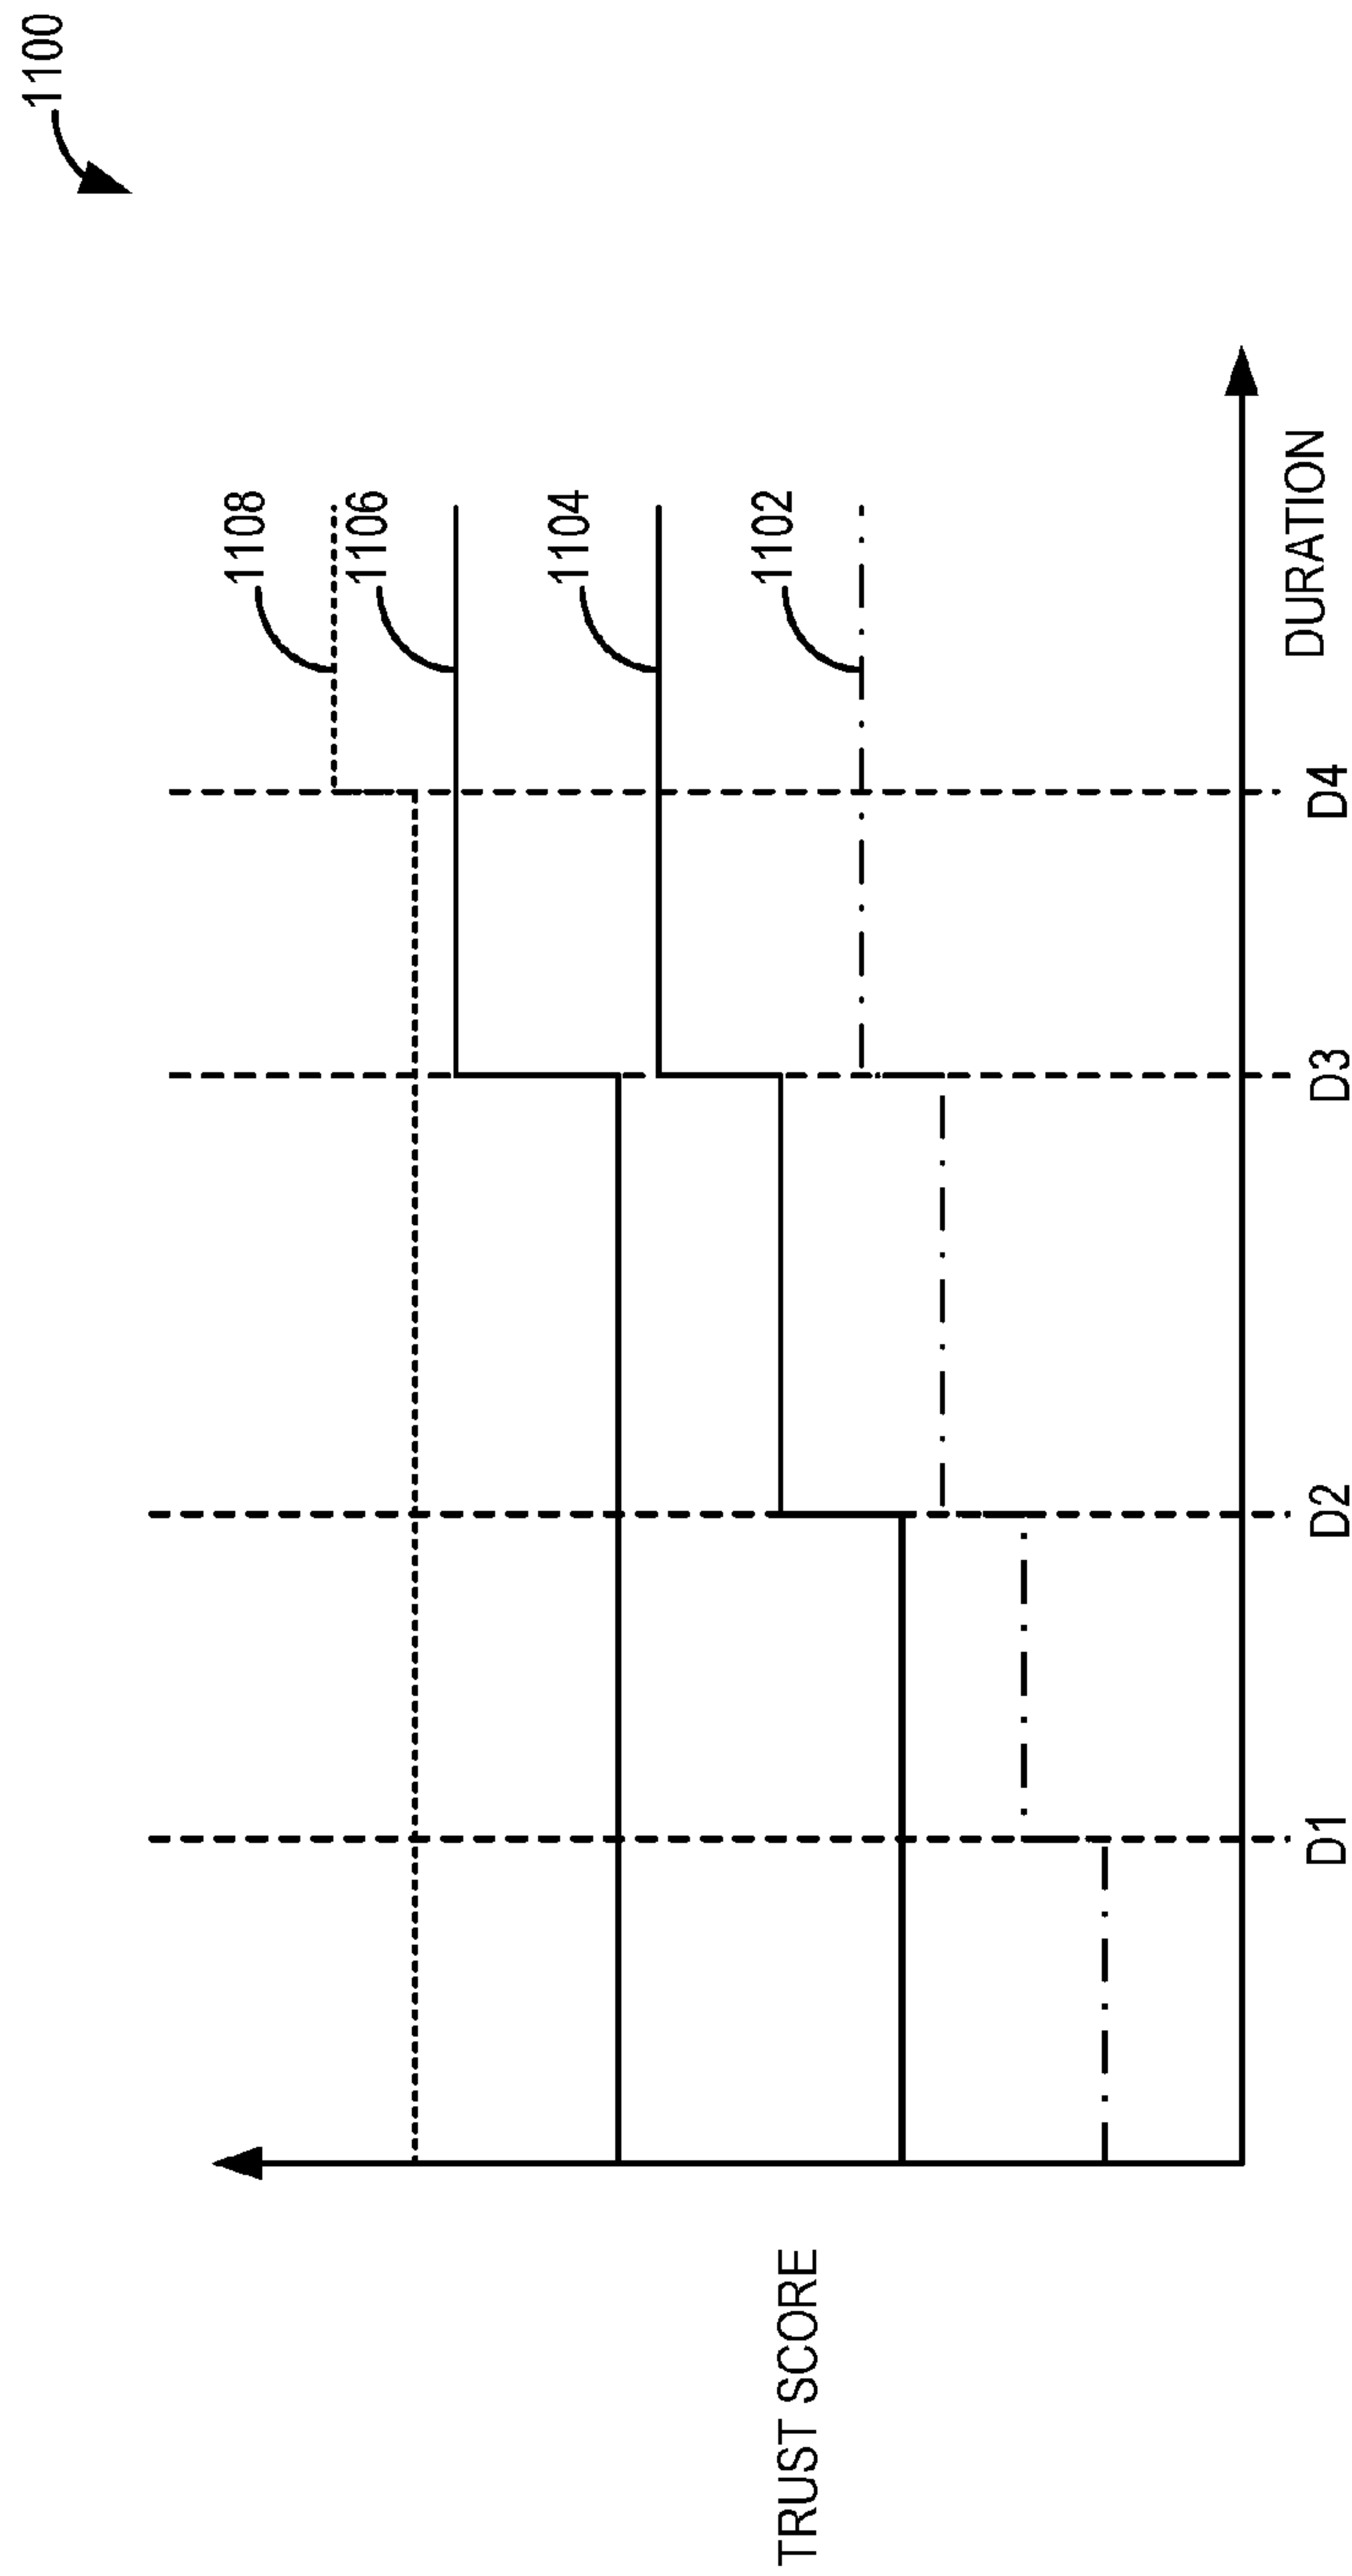 1100
1108
1106
1104
1102
TRUST SCORE
D1
D2
D3
D4
DURATION